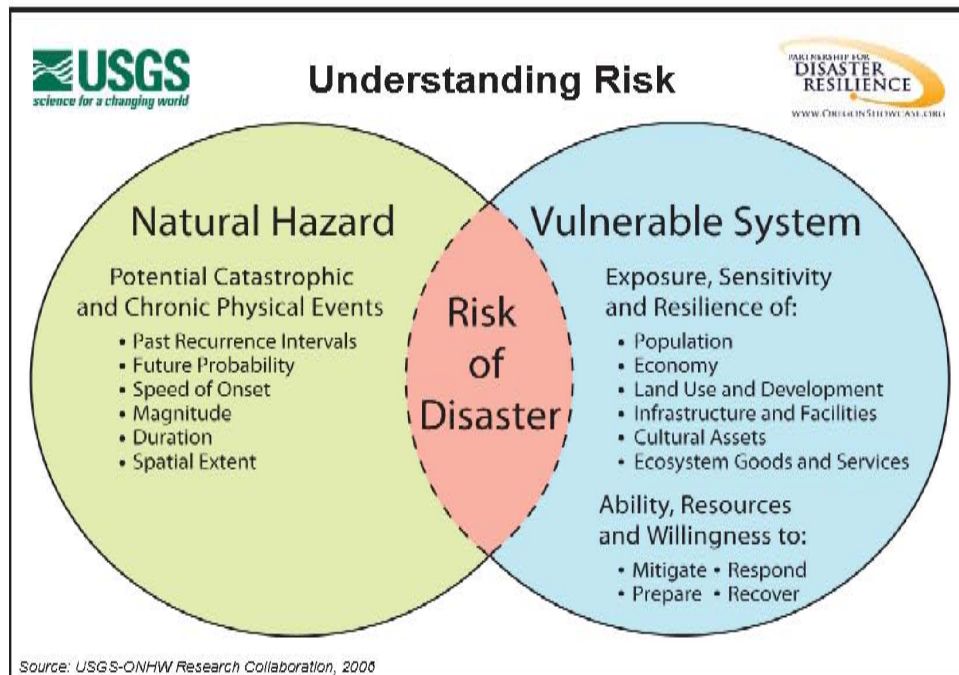 USGS
science for a changing world
Understanding Risk
PARTNERSHIP FOR
DISASTER
RESILIENCE
WWW.OREGONSHOWCASE.ORG
Natural Hazard
Potential Catastrophic
and Chronic Physical Events
• Past Recurrence Intervals
• Future Probability
• Speed of Onset
• Magnitude
• Duration
• Spatial Extent
Risk
of
Disaster
Vulnerable System
Exposure, Sensitivity
and Resilience of:
• Population
• Economy
• Land Use and Development
• Infrastructure and Facilities
• Cultural Assets
• Ecosystem Goods and Services
Ability, Resources
and Willingness to:
• Mitigate • Respond
• Prepare • Recover
Source: USGS-ONHW Research Collaboration, 2006